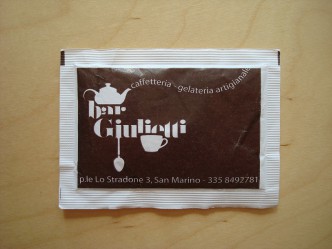 caffetteria - gelateria artigianale
bar
Giulietti
p.le Lo Stradone 3, San Marino - 335 8492781